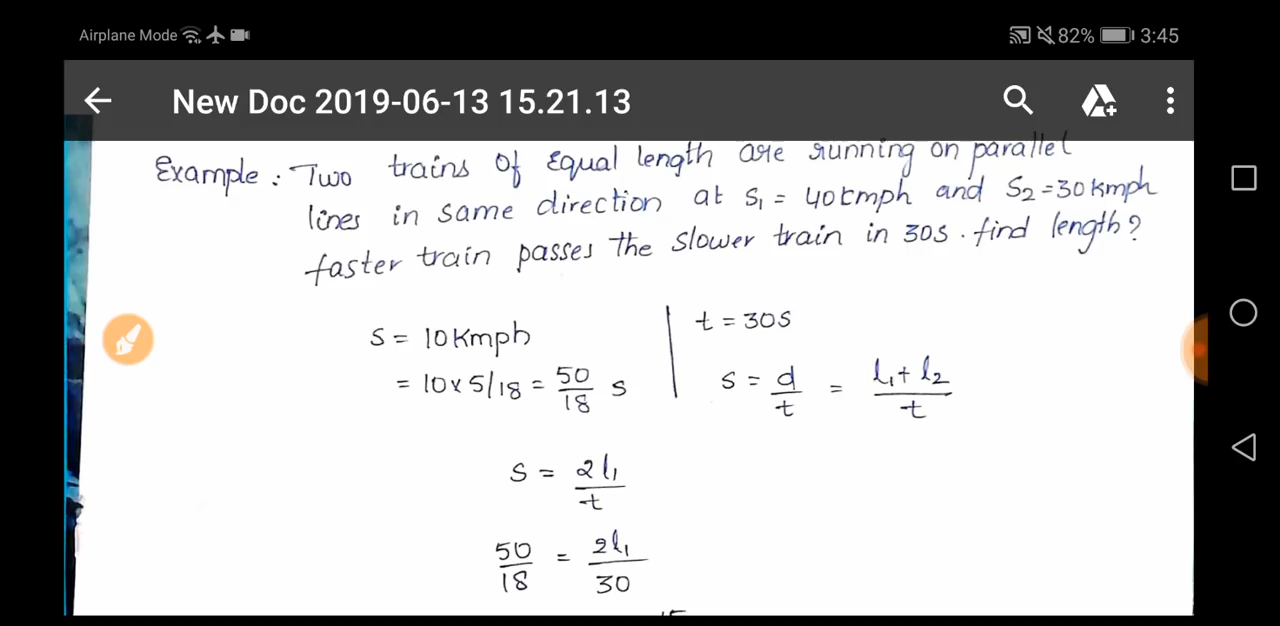 Airplane Mode 82% 3:45
New Doc 2019-06-13 15.21.13
Example : Two trains of Equal length are running on parallel
lines in same direction at S₁ = 40kmph and S₂ = 30kmph
faster train passes the slower train in 30s. find length?
S = 10Kmph
= 10 x 5/18 = 50/18 s
t = 30s
s = d/t = l₁ + l₂/t
S = 2l₁/t
50/18 = 2l₁/30